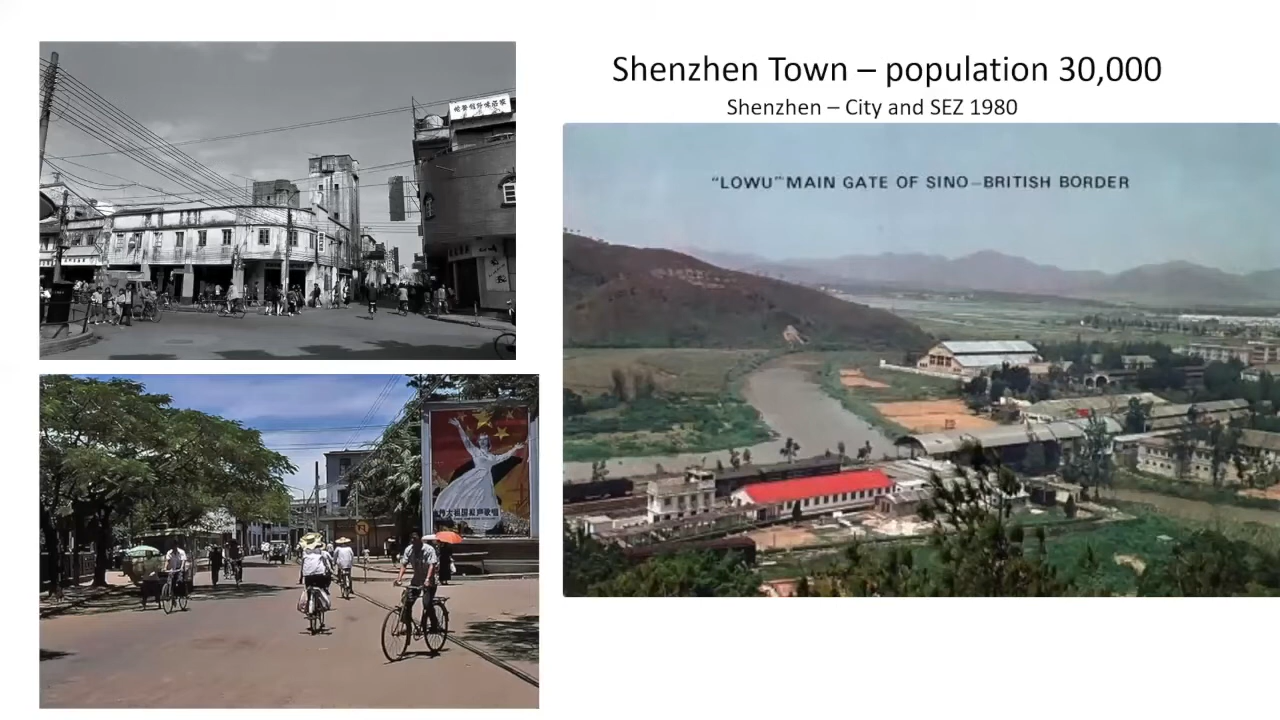 Shenzhen Town – population 30,000
Shenzhen – City and SEZ 1980
"LOWU" MAIN GATE OF SINO–BRITISH BORDER